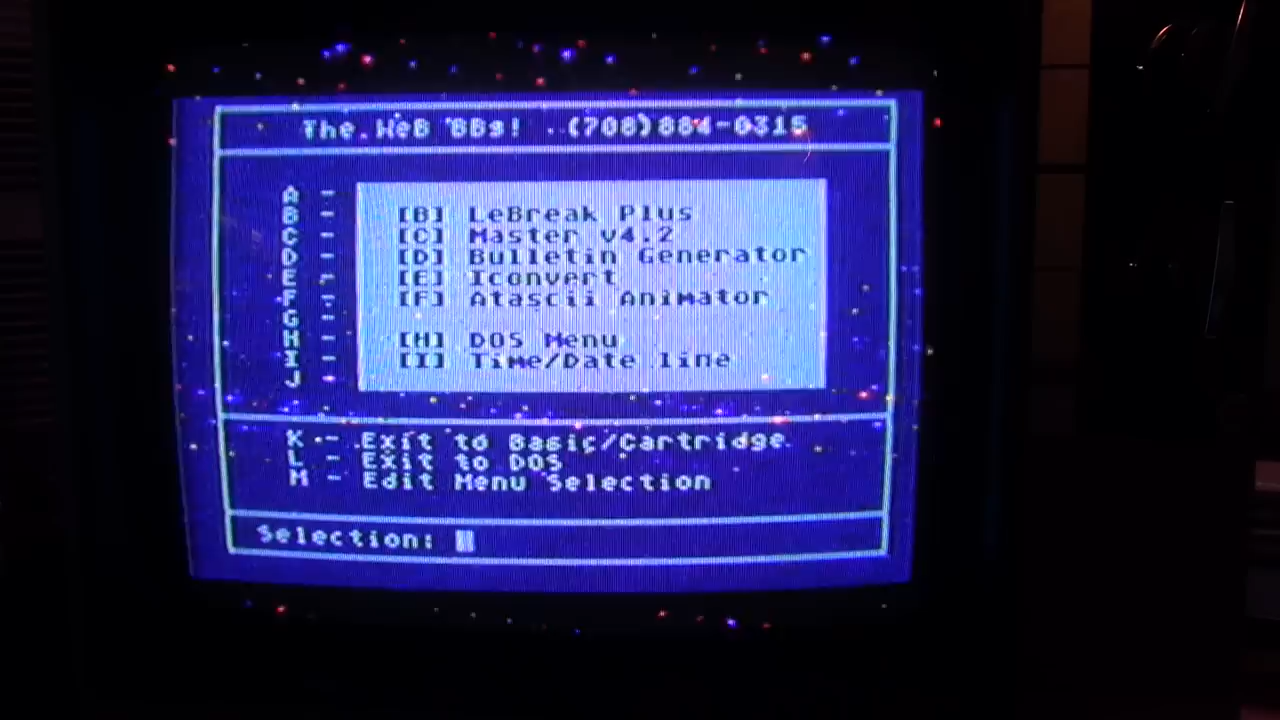 The WeB BBs! (708)884-0315
A -
B - [B] LeBreak Plus
C - [C] Master v4.2
D - [D] Bulletin Generator
E - [E] Iconvert
F - [F] Atascii Animator
G -
H - [H] DOS Menu
I - [I] Time/Date line
J -
K - Exit to Basic/Cartridge
L - Exit to DOS
M - Edit Menu Selection
Selection: